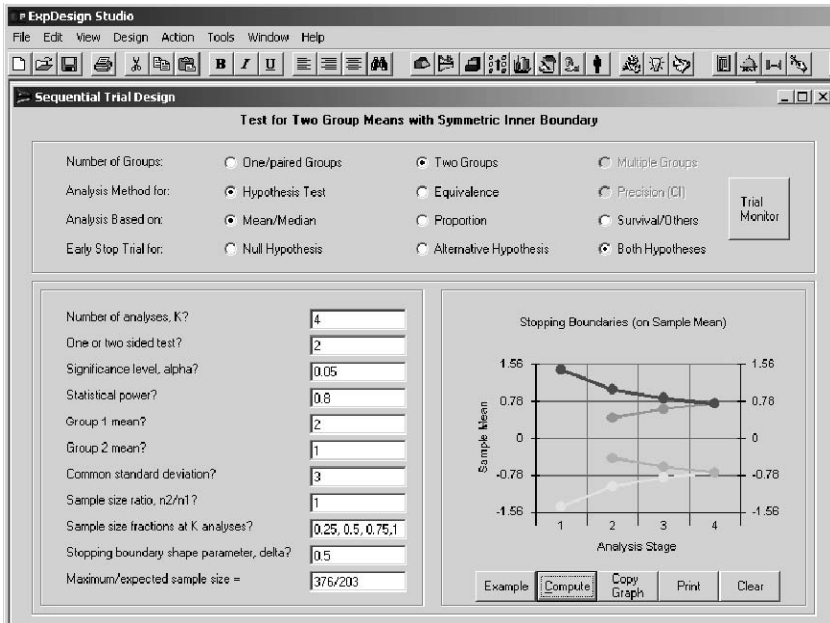 ExpDesign Studio
File Edit View Design Action Tools Window Help
B I U
Sequential Trial Design
Test for Two Group Means with Symmetric Inner Boundary
Number of Groups: One/paired Groups Two Groups Multiple Groups
Analysis Method for: Hypothesis Test Equivalence Precision (CI)
Analysis Based on: Mean/Median Proportion Survival/Others
Early Stop Trial for: Null Hypothesis Alternative Hypothesis Both Hypotheses
Trial Monitor
Number of analyses, K? 4
One or two sided test? 2
Significance level, alpha? 0.05
Statistical power? 0.8
Group 1 mean? 2
Group 2 mean? 1
Common standard deviation? 3
Sample size ratio, n2/n1? 1
Sample size fractions at K analyses? 0.25, 0.5, 0.75,1
Stopping boundary shape parameter, delta? 0.5
Maximum/expected sample size = 376/203
Stopping Boundaries (on Sample Mean)
1.56 1.56
0.78 0.78
0 0
-0.78 -0.78
-1.56 -1.56
Sample Mean
1 2 3 4
Analysis Stage
Example Compute Copy Graph Print Clear